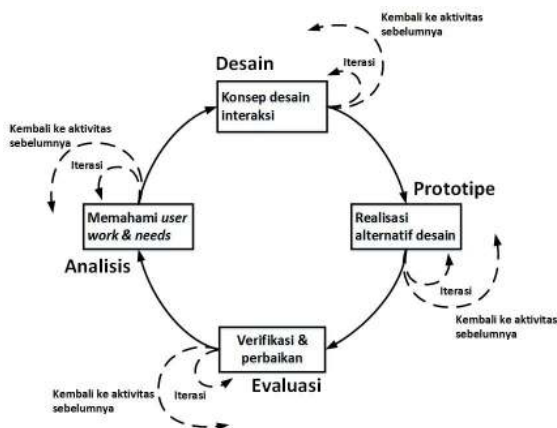 Kembali ke aktivitas
sebelumnya
Desain
Iterasi
Konsep desain
interaksi
Kembali ke aktivitas
sebelumnya
Iterasi
Prototipe
Memahami user
work & needs
Realisasi
alternatif desain
Analisis
Iterasi
Kembali ke aktivitas
sebelumnya
Verifikasi &
perbaikan
Evaluasi
Iterasi
Kembali ke aktivitas
sebelumnya